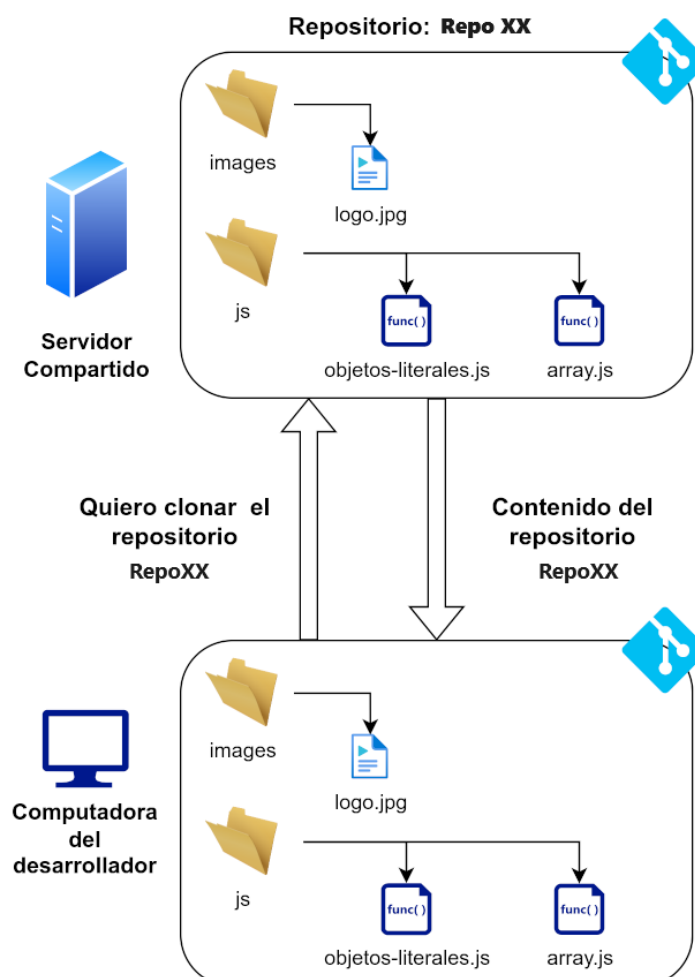 Repositorio: Repo XX
images
logo.jpg
js
func( )
func( )
objetos-literales.js
array.js
Servidor
Compartido
Quiero clonar el
repositorio
RepoXX
Contenido del
repositorio
RepoXX
images
logo.jpg
Computadora
del
desarrollador
js
func( )
func( )
objetos-literales.js
array.js